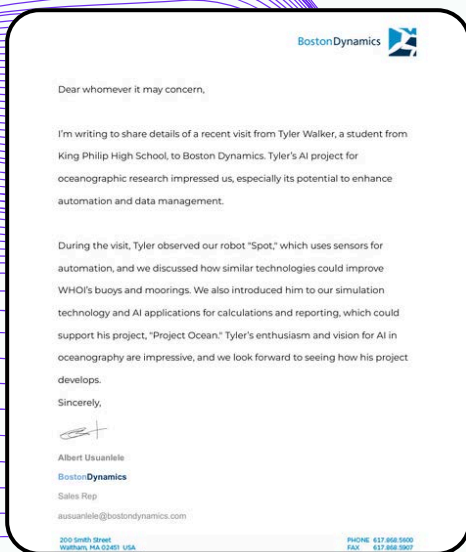 BostonDynamics
Dear whomever it may concern,
I'm writing to share details of a recent visit from Tyler Walker, a student from
King Philip High School, to Boston Dynamics. Tyler's AI project for
oceanographic research impressed us, especially its potential to enhance
automation and data management.
During the visit, Tyler observed our robot "Spot," which uses sensors for
automation, and we discussed how similar technologies could improve
WHOI's buoys and moorings. We also introduced him to our simulation
technology and AI applications for calculations and reporting, which could
support his project, "Project Ocean." Tyler's enthusiasm and vision for AI in
oceanography are impressive, and we look forward to seeing how his project
develops.
Sincerely,
Albert Usuanlele
BostonDynamics
Sales Rep
ausuanlele@bostondynamics.com
200 Smith Street PHONE 617.868.5600
Waltham, MA 02451 USA FAX 617.868.5907